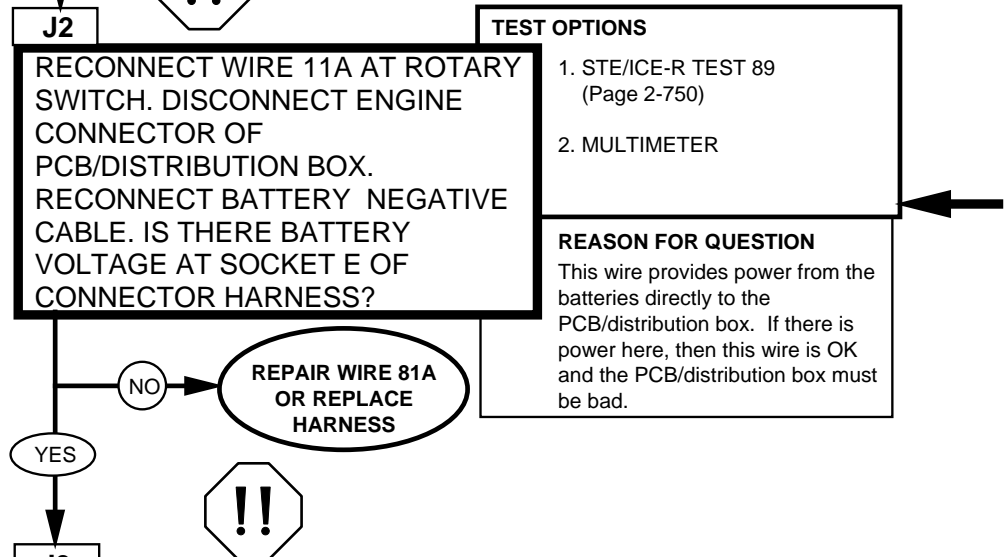 J2
RECONNECT WIRE 11A AT ROTARY
SWITCH. DISCONNECT ENGINE
CONNECTOR OF
PCB/DISTRIBUTION BOX.
RECONNECT BATTERY NEGATIVE
CABLE. IS THERE BATTERY
VOLTAGE AT SOCKET E OF
CONNECTOR HARNESS?
TEST OPTIONS
1. STE/ICE-R TEST 89
(Page 2-750)
2. MULTIMETER
REASON FOR QUESTION
This wire provides power from the
batteries directly to the
PCB/distribution box. If there is
power here, then this wire is OK
and the PCB/distribution box must
be bad.
NO
REPAIR WIRE 81A
OR REPLACE
HARNESS
YES
!!